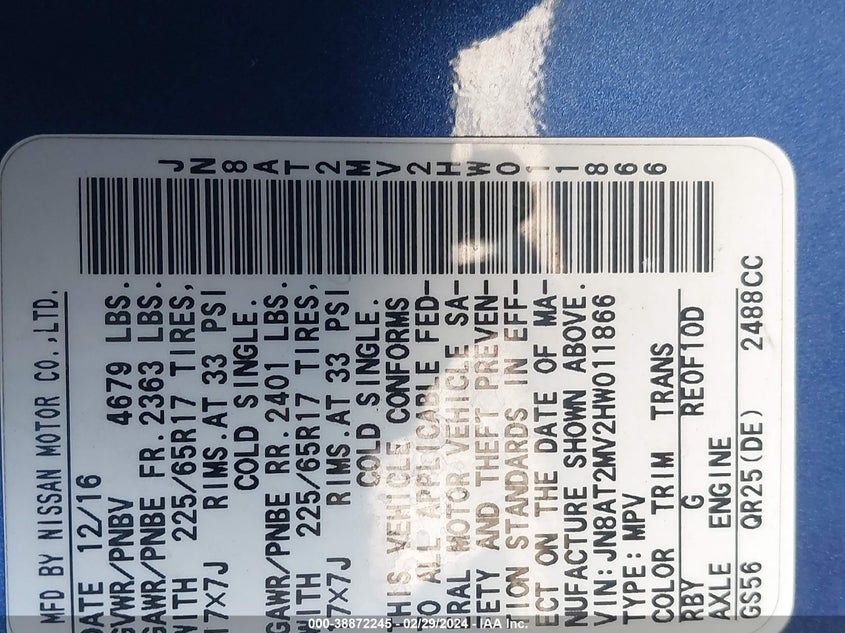 JN8AT2MV2HW011866
MFD BY NISSAN MOTOR CO.,LTD.
DATE 12/16
GVWR/PNBV 4679 LBS.
GAWR/PNBE FR. 2363 LBS.
WITH 225/65R17 TIRES,
17X7J RIMS.AT 33 PSI
COLD SINGLE.
GAWR/PNBE RR. 2401 LBS.
WITH 225/65R17 TIRES,
17X7J RIMS.AT 33 PSI
COLD SINGLE.
THIS VEHICLE CONFORMS
TO ALL APPLICABLE FED-
ERAL MOTOR VEHICLE SA-
FETY AND THEFT PREVEN-
TION STANDARDS IN EFF-
ECT ON THE DATE OF MA-
NUFACTURE SHOWN ABOVE.
VIN:JN8AT2MV2HW011866
TYPE:MPV
COLOR TRIM TRANS
RBY G RE0F10D
AXLE ENGINE
GS56 QR25(DE) 2488CC
000-38872245 - 02/29/2024 - IAA Inc.